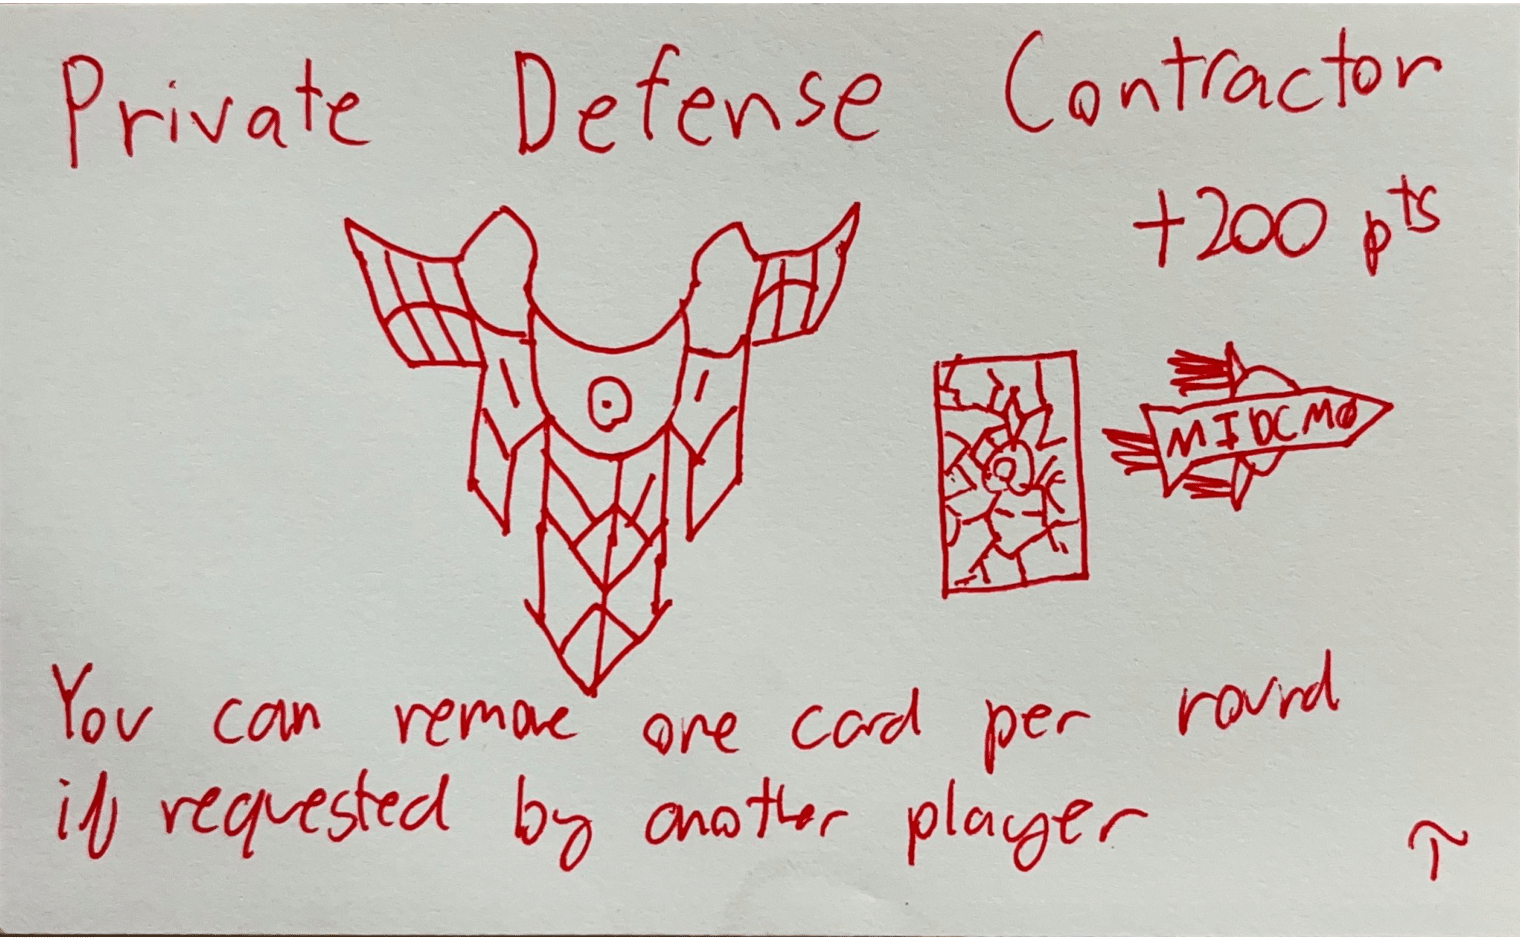 Private Defense Contractor
+200 pts
MIDCMO
You can remove one card per round
if requested by another player